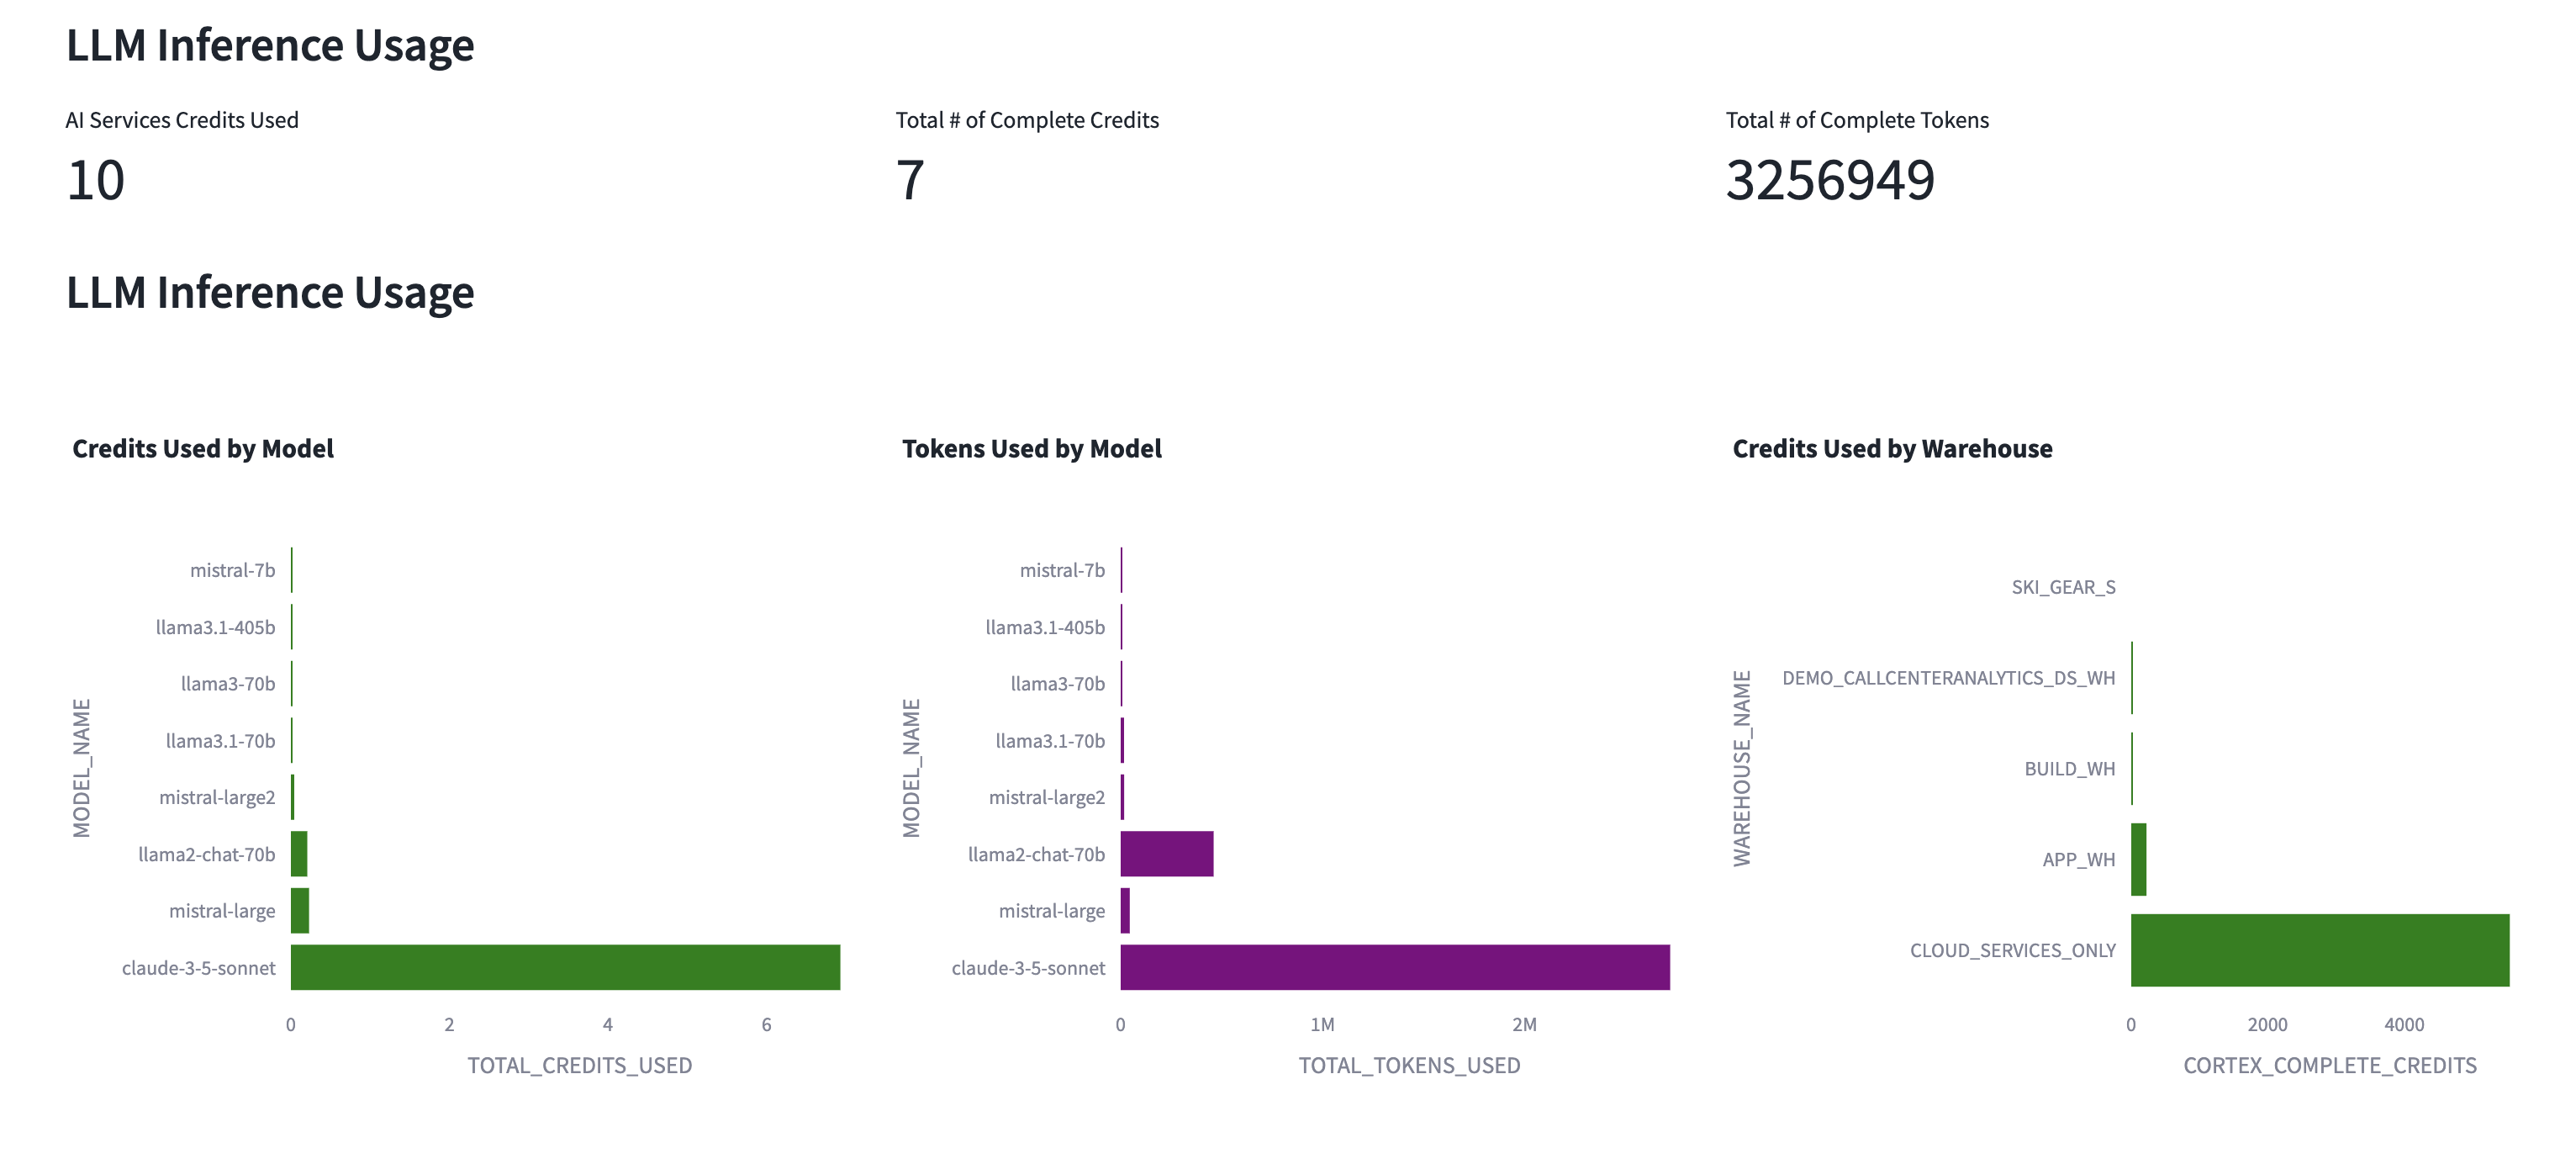 LLM Inference Usage
AI Services Credits Used
10
Total # of Complete Credits
7
Total # of Complete Tokens
3256949
LLM Inference Usage
Credits Used by Model
MODEL_NAME
mistral-7b
llama3.1-405b
llama3-70b
llama3.1-70b
mistral-large2
llama2-chat-70b
mistral-large
claude-3-5-sonnet
0 2 4 6
TOTAL_CREDITS_USED
Tokens Used by Model
MODEL_NAME
mistral-7b
llama3.1-405b
llama3-70b
llama3.1-70b
mistral-large2
llama2-chat-70b
mistral-large
claude-3-5-sonnet
0 1M 2M
TOTAL_TOKENS_USED
Credits Used by Warehouse
WAREHOUSE_NAME
SKI_GEAR_S
DEMO_CALLCENTERANALYTICS_DS_WH
BUILD_WH
APP_WH
CLOUD_SERVICES_ONLY
0 2000 4000
CORTEX_COMPLETE_CREDITS